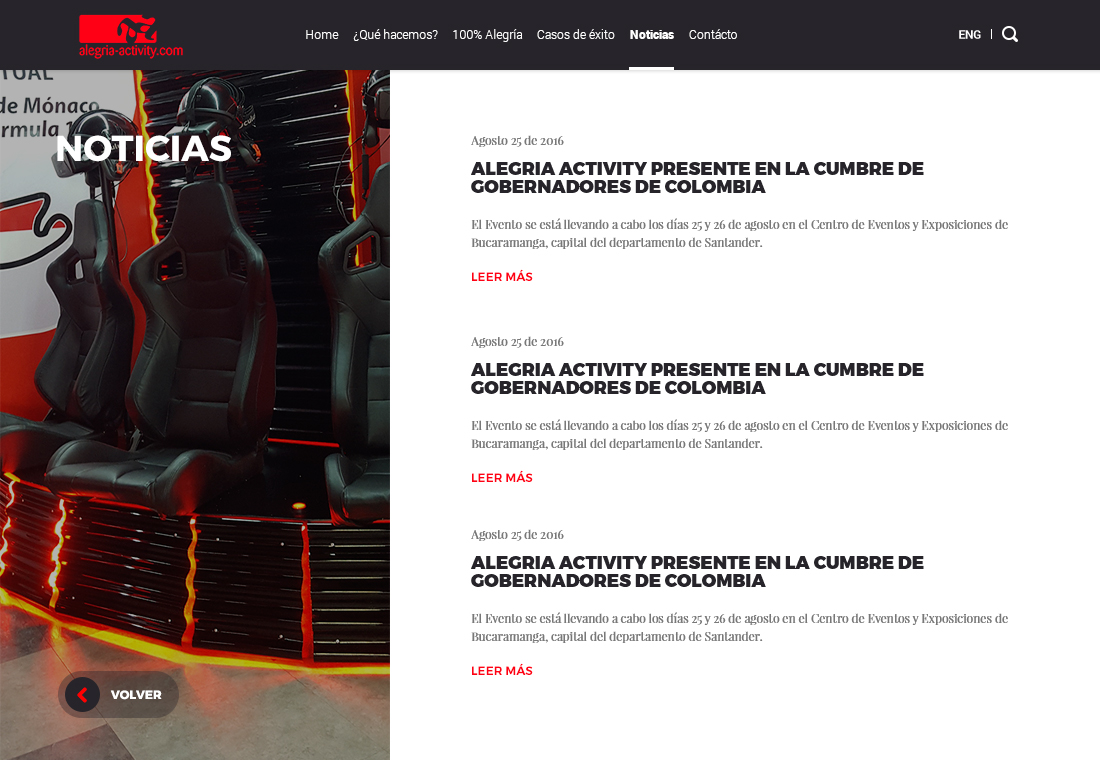 alegria-activity.com
Home ¿Qué hacemos? 100% Alegría Casos de éxito Noticias Contácto
ENG
de Mónaco
NOTICIAS
Agosto 25 de 2016
ALEGRIA ACTIVITY PRESENTE EN LA CUMBRE DE
GOBERNADORES DE COLOMBIA
El Evento se está llevando a cabo los días 25 y 26 de agosto en el Centro de Eventos y Exposiciones de
Bucaramanga, capital del departamento de Santander.
LEER MÁS
Agosto 25 de 2016
ALEGRIA ACTIVITY PRESENTE EN LA CUMBRE DE
GOBERNADORES DE COLOMBIA
El Evento se está llevando a cabo los días 25 y 26 de agosto en el Centro de Eventos y Exposiciones de
Bucaramanga, capital del departamento de Santander.
LEER MÁS
Agosto 25 de 2016
ALEGRIA ACTIVITY PRESENTE EN LA CUMBRE DE
GOBERNADORES DE COLOMBIA
El Evento se está llevando a cabo los días 25 y 26 de agosto en el Centro de Eventos y Exposiciones de
Bucaramanga, capital del departamento de Santander.
LEER MÁS
VOLVER